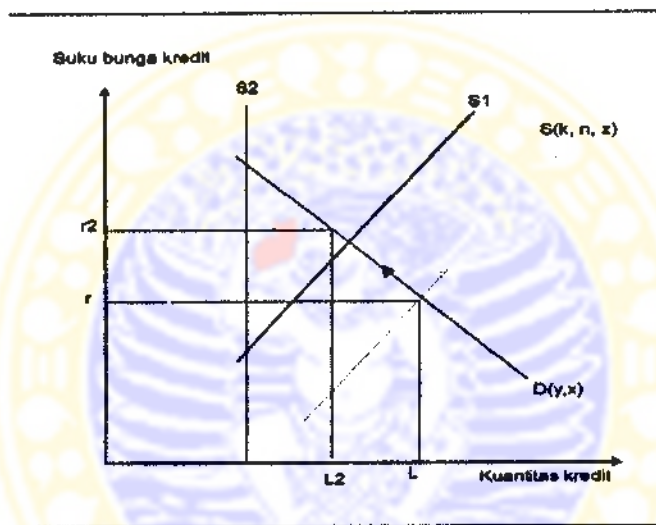 Suku bunga kredit
S2
S1
S(k, n, z)
r2
r
D(y,x)
L2
L
Kuantitas kredit